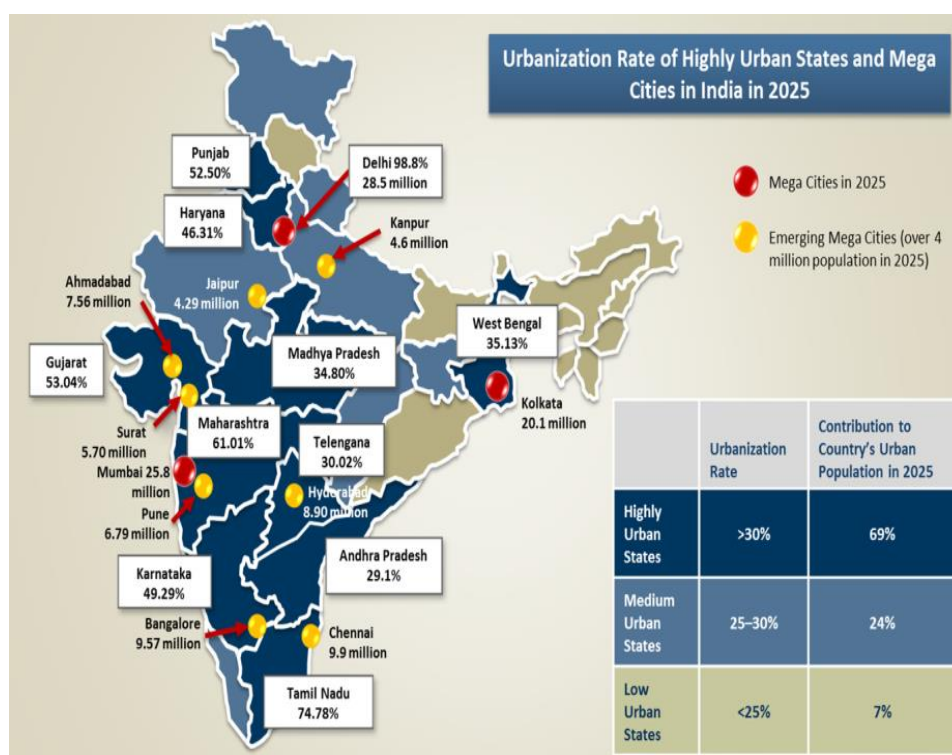 Urbanization Rate of Highly Urban States and Mega
Cities in India in 2025
Punjab
52.50%
Delhi 98.8%
28.5 million
Mega Cities in 2025
Haryana
46.31%
Kanpur
4.6 million
Emerging Mega Cities (over 4
million population in 2025)
Ahmadabad
7.56 million
Jaipur
4.29 million
West Bengal
35.13%
Madhya Pradesh
34.80%
Gujarat
53.04%
Kolkata
20.1 million
Maharashtra
61.01%
Surat
5.70 million
Telengana
30.02%
Mumbai 25.8
million
Hyderabad
8.90 million
Pune
6.79 million
Andhra Pradesh
29.1%
Karnataka
49.29%
Bangalore
9.57 million
Chennai
9.9 million
Tamil Nadu
74.78%
Urbanization
Rate
Contribution to
Country's Urban
Population in 2025
Highly
Urban
States
>30%
69%
Medium
Urban
States
25–30%
24%
Low
Urban
States
<25%
7%